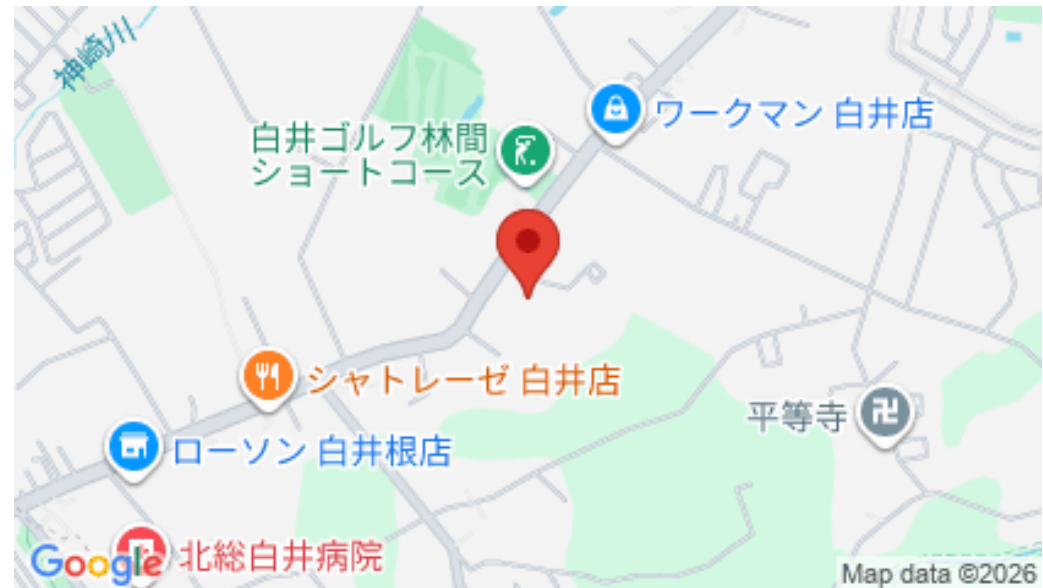 神崎川
ワークマン 白井店
白井ゴルフ林間
ショートコース
シャトレーゼ 白井店
平等寺
卍
ローソン 白井根店
北総白井病院
Google
Map data ©2026